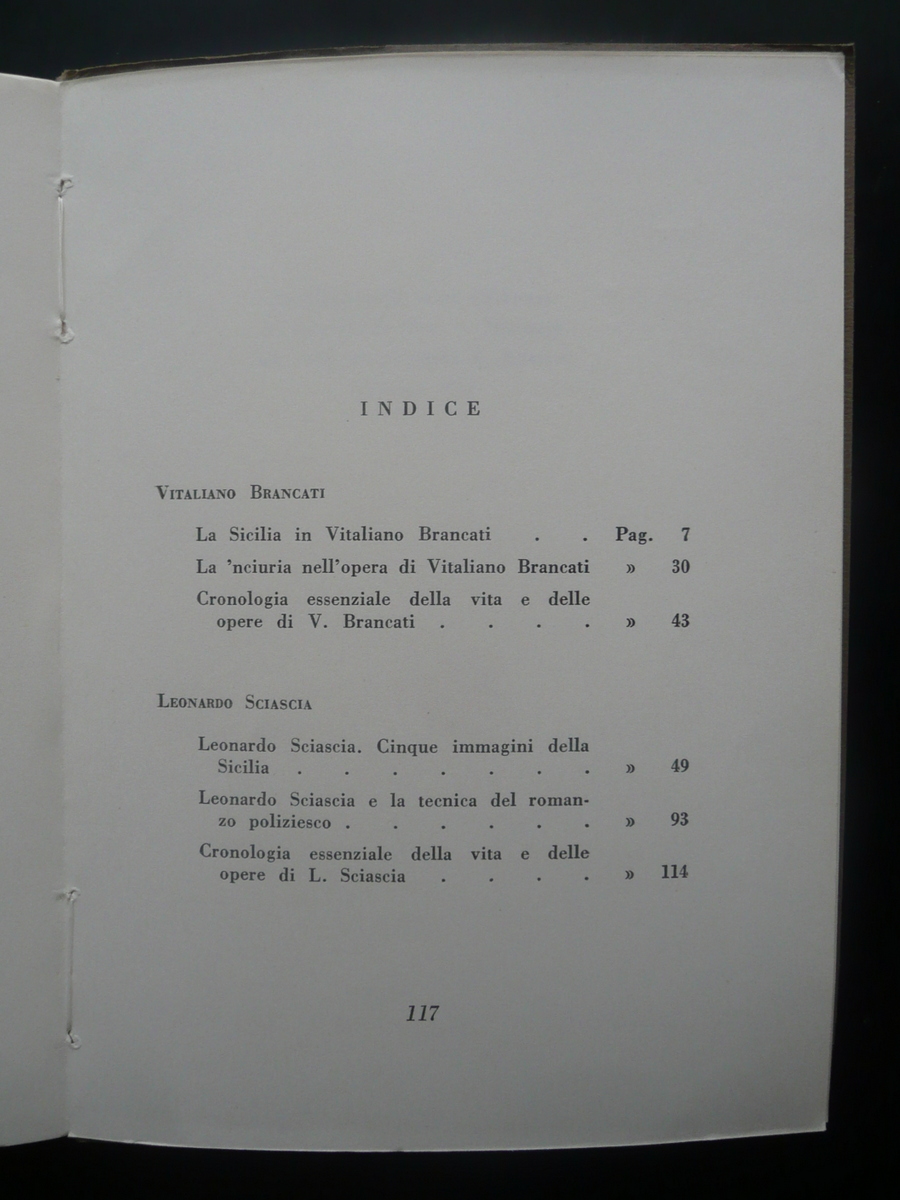 INDICE
VITALIANO BRANCATI
La Sicilia in Vitaliano Brancati . . Pag. 7
La 'nciuria nell'opera di Vitaliano Brancati » 30
Cronologia essenziale della vita e delle
opere di V. Brancati . . . . » 43
LEONARDO SCIASCIA
Leonardo Sciascia. Cinque immagini della
Sicilia . . . . . . . » 49
Leonardo Sciascia e la tecnica del roman-
zo poliziesco . . . . . . » 93
Cronologia essenziale della vita e delle
opere di L. Sciascia . . . . » 114
117